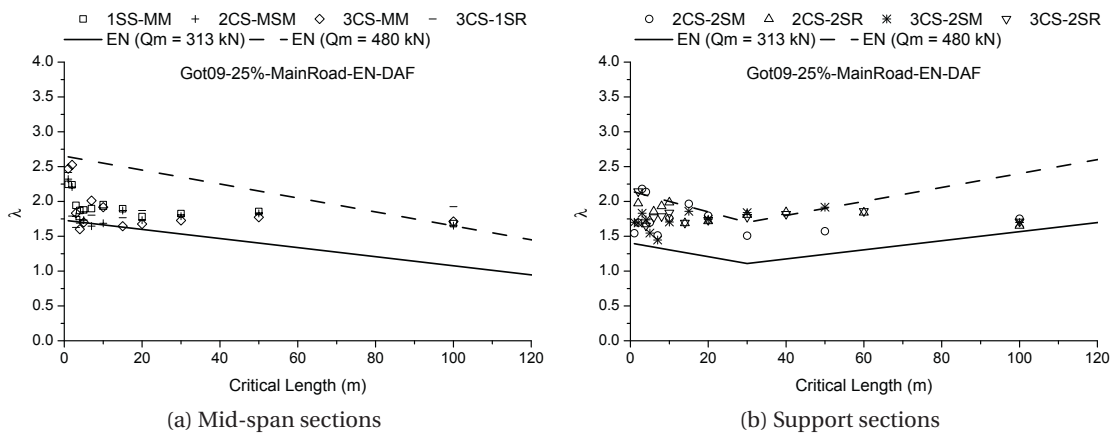 1SS-MM 2CS-MSM 3CS-MM 3CS-1SR
EN (Qm = 313 kN) EN (Qm = 480 kN)
Got09-25%-MainRoad-EN-DAF
4.0
3.5
3.0
2.5
2.0
1.5
1.0
0.5
0.0
λ
0 20 40 60 80 100 120
Critical Length (m)
(a) Mid-span sections
2CS-2SM 2CS-2SR 3CS-2SM 3CS-2SR
EN (Qm = 313 kN) EN (Qm = 480 kN)
Got09-25%-MainRoad-EN-DAF
4.0
3.5
3.0
2.5
2.0
1.5
1.0
0.5
0.0
λ
0 20 40 60 80 100 120
Critical Length (m)
(b) Support sections